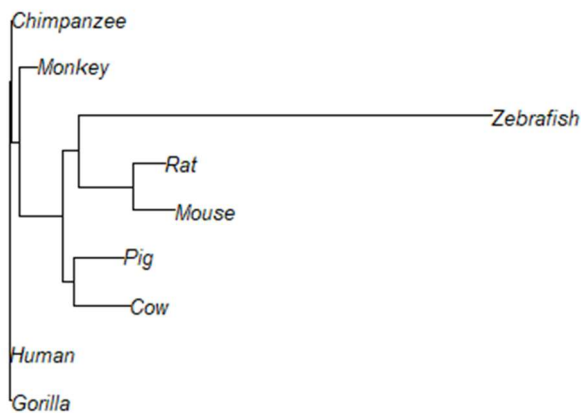 Chimpanzee
Monkey
Zebrafish
Rat
Mouse
Pig
Cow
Human
Gorilla